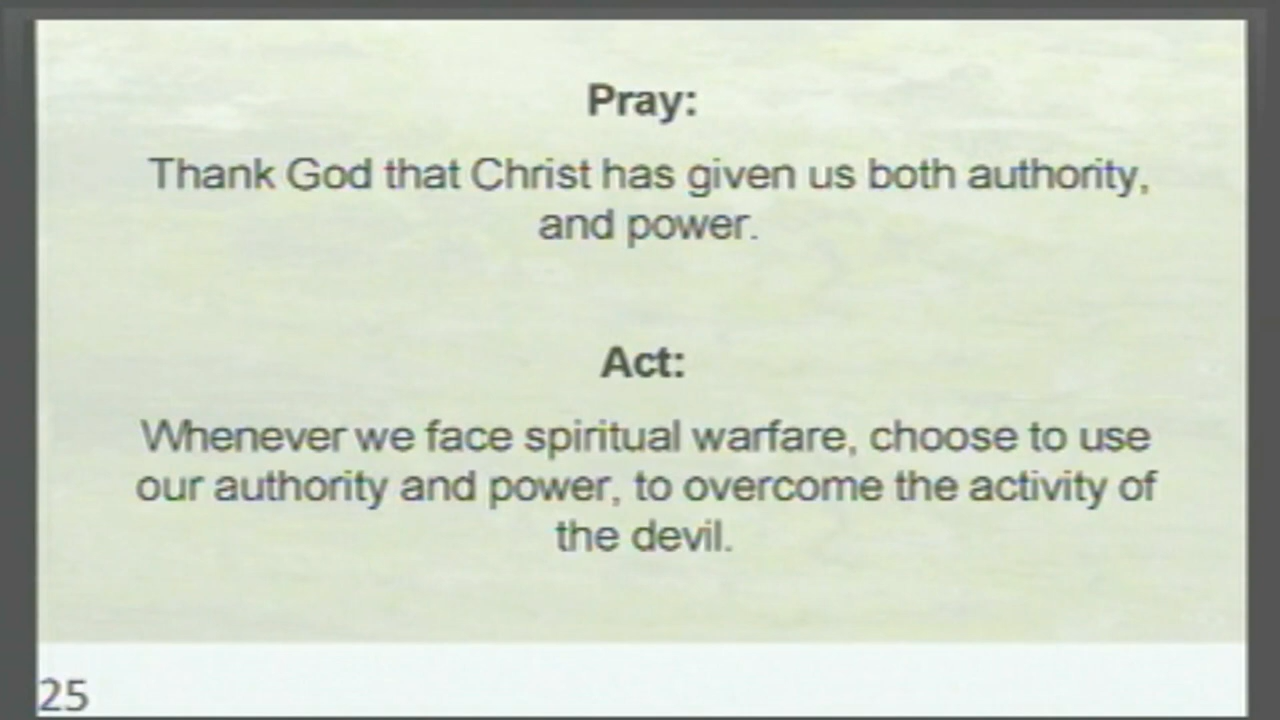 Pray:
Thank God that Christ has given us both authority,
and power.
Act:
Whenever we face spiritual warfare, choose to use
our authority and power, to overcome the activity of
the devil.
25